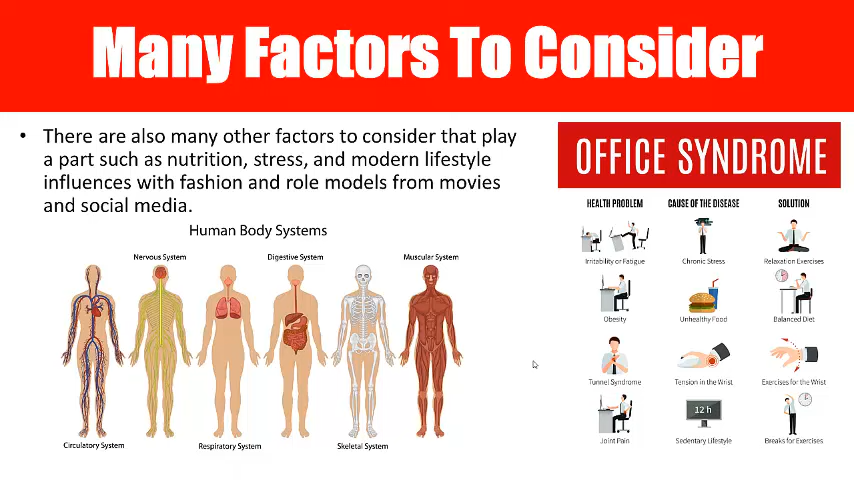 Many Factors To Consider
• There are also many other factors to consider that play
a part such as nutrition, stress, and modern lifestyle
influences with fashion and role models from movies
and social media.
Human Body Systems
Nervous System
Digestive System
Muscular System
Circulatory System
Respiratory System
Skeletal System
OFFICE SYNDROME
HEALTH PROBLEM CAUSE OF THE DISEASE SOLUTION
Irritability or Fatigue Chronic Stress Relaxation Exercises
Obesity Unhealthy Food Balanced Diet
Tunnel Syndrome Tension in the Wrist Exercises for the Wrist
12 h
Joint Pain Sedentary Lifestyle Breaks for Exercises